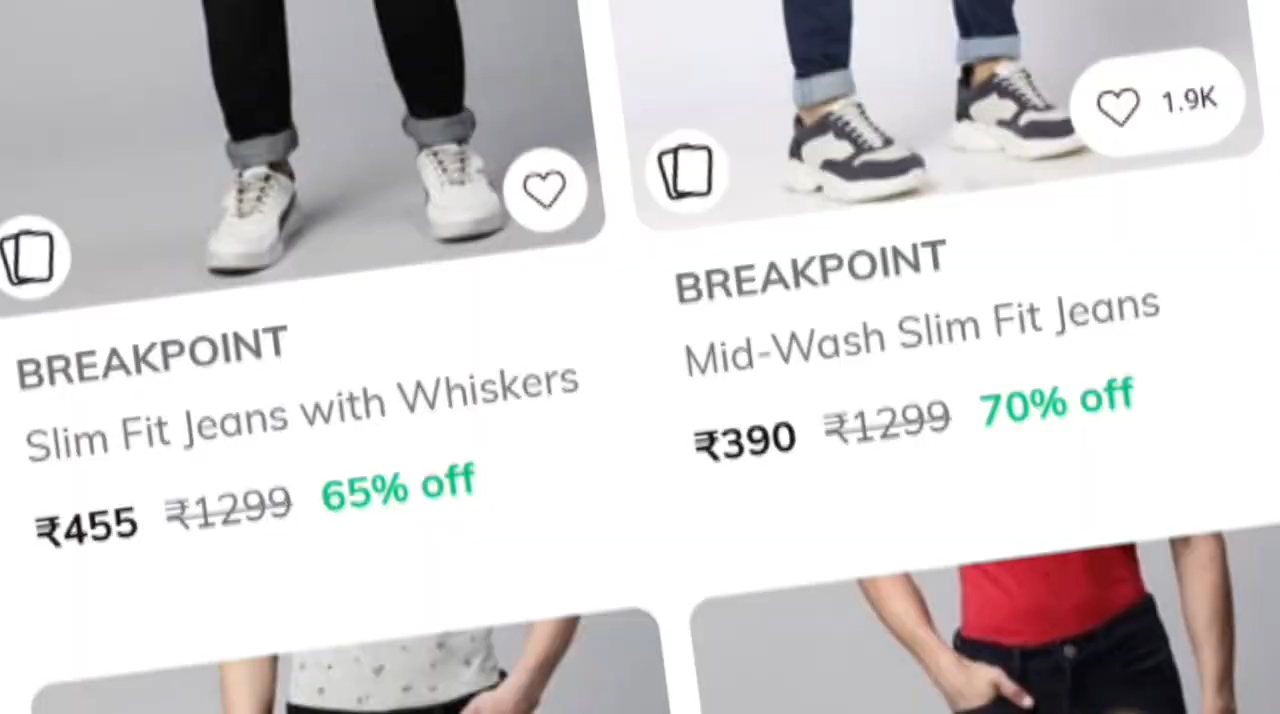 1.9K
BREAKPOINT
Slim Fit Jeans with Whiskers
₹455 ₹1299 65% off
BREAKPOINT
Mid-Wash Slim Fit Jeans
₹390 ₹1299 70% off